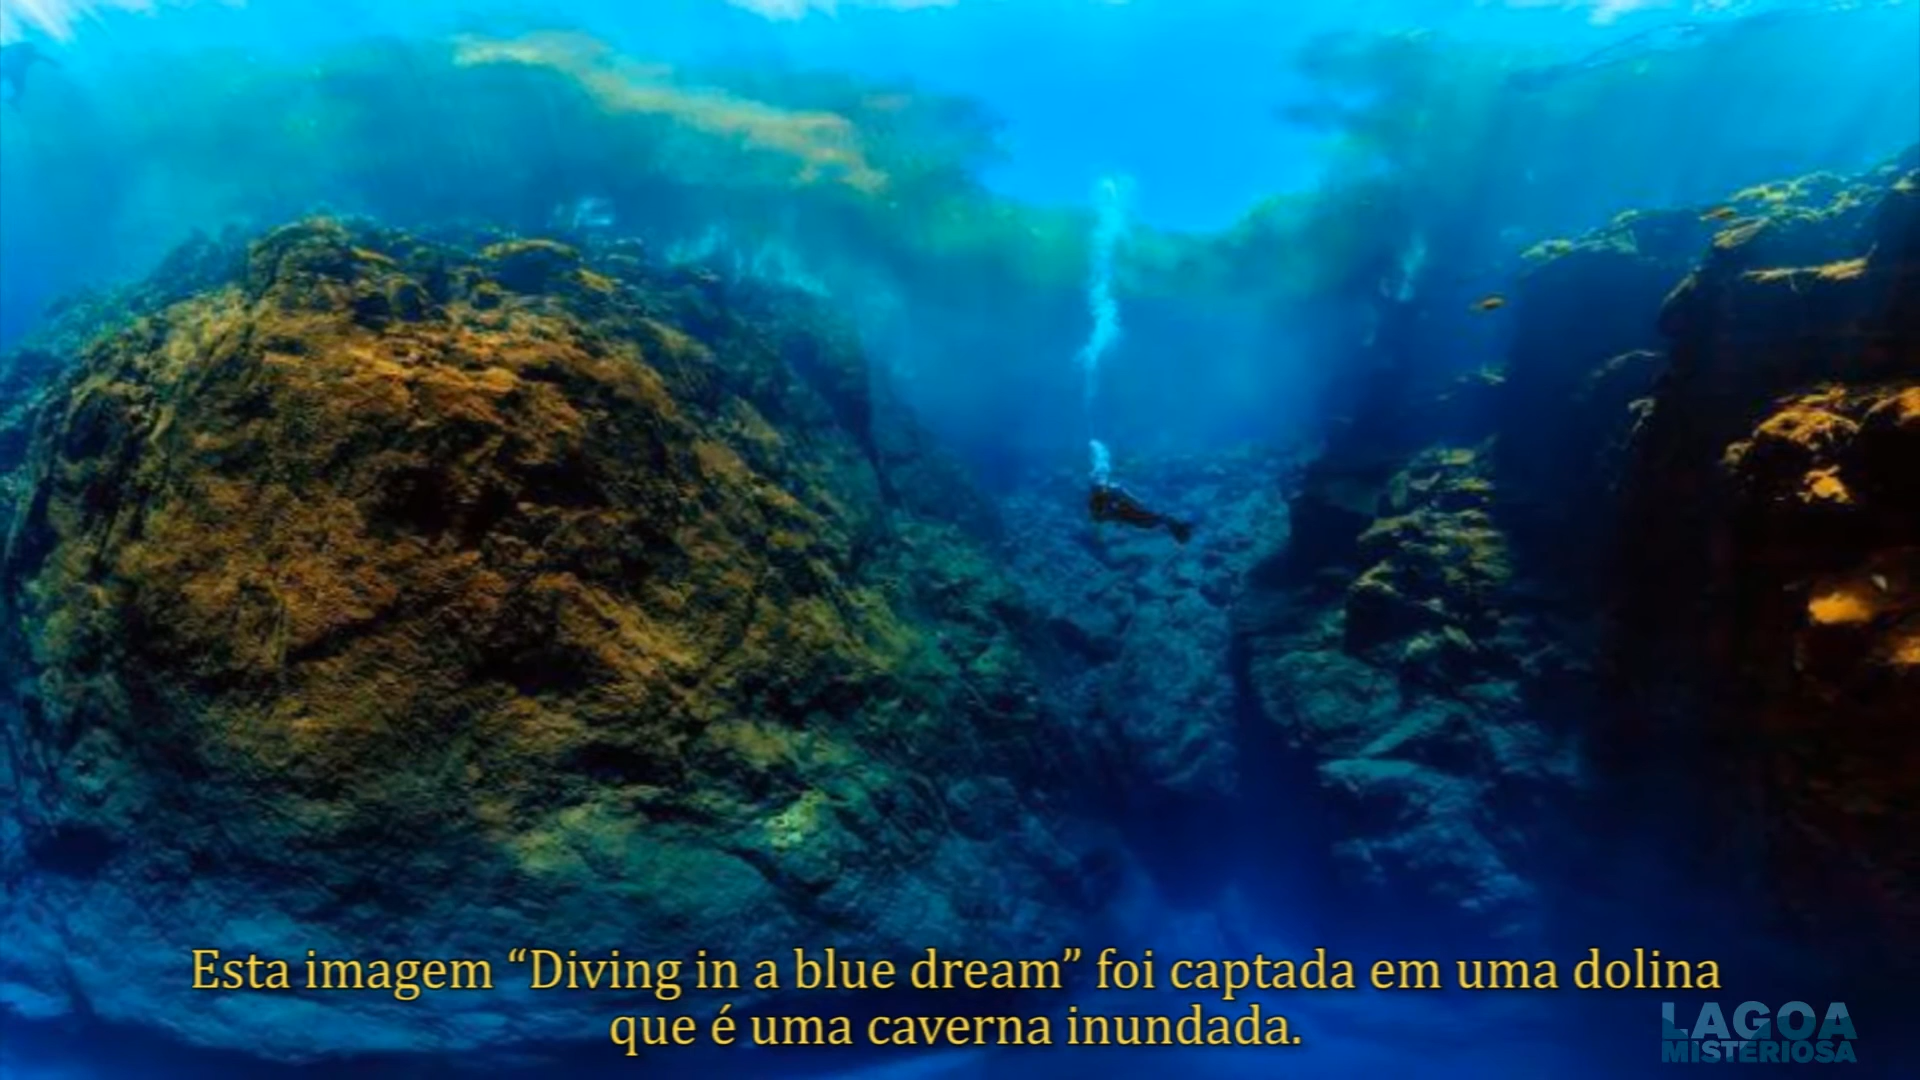 Esta imagem “Diving in a blue dream” foi captada em uma dolina
que é uma caverna inundada.
LAGOA
MISTERIOSA